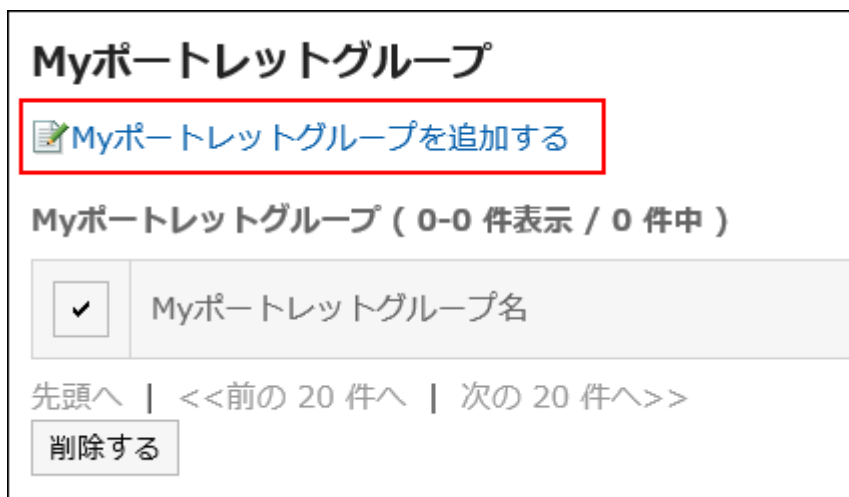 Myポートレットグループ
Myポートレットグループを追加する
Myポートレットグループ ( 0-0 件表示 / 0 件中 )
Myポートレットグループ名
先頭へ | <<前の 20 件へ | 次の 20 件へ>>
削除する